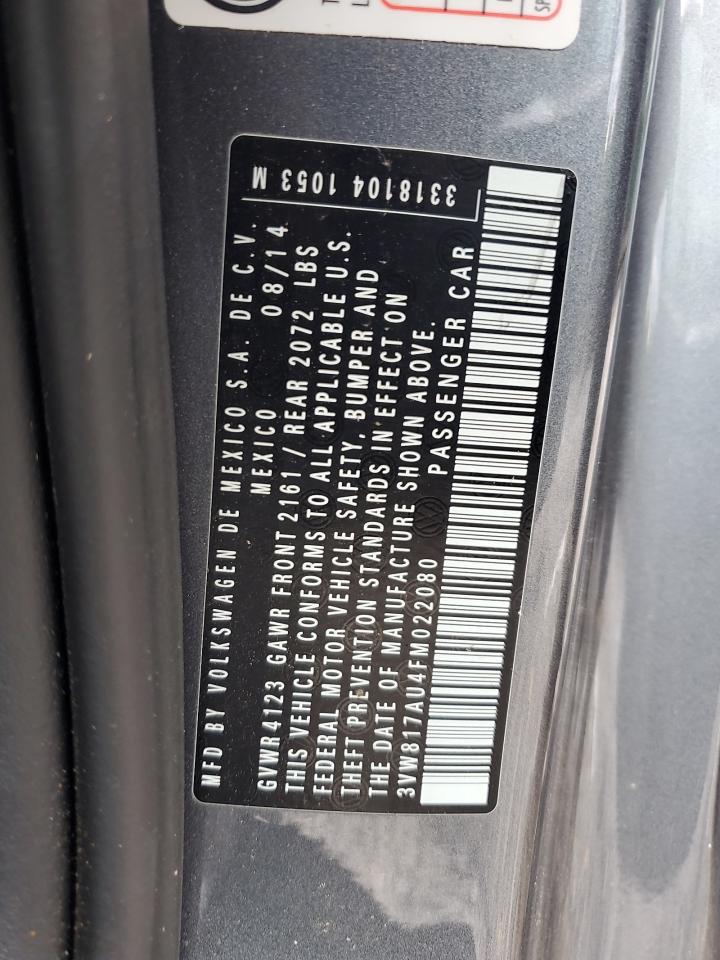 MFD BY VOLKSWAGEN DE MEXICO S.A. DE C.V.
MEXICO 08/14
GVWR4123 GAWR FRONT 2161 / REAR 2072 LBS
THIS VEHICLE CONFORMS TO ALL APPLICABLE U.S.
FEDERAL MOTOR VEHICLE SAFETY, BUMPER AND
THEFT PREVENTION STANDARDS IN EFFECT ON
THE DATE OF MANUFACTURE SHOWN ABOVE.
3VW817AU4FM022080 PASSENGER CAR
3318104 1053 M